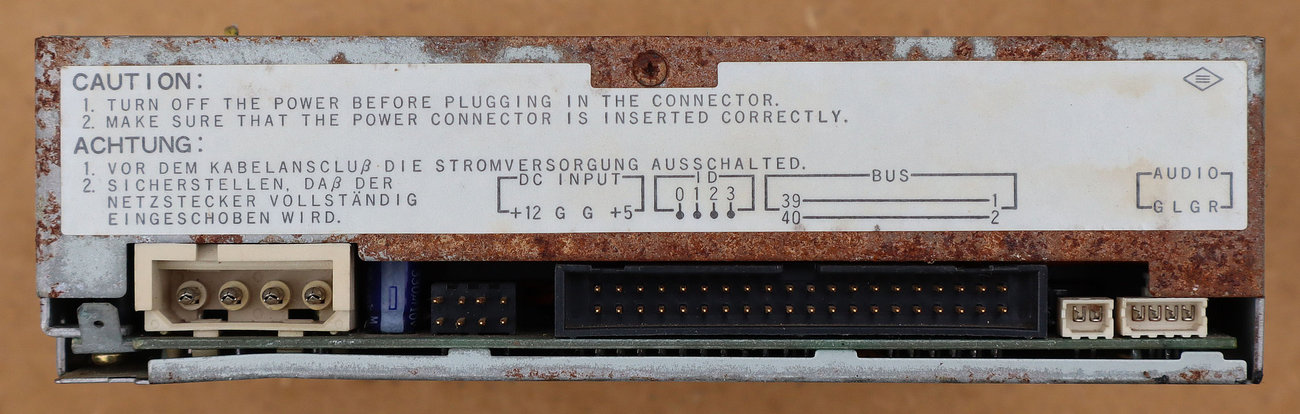 CAUTION:
1. TURN OFF THE POWER BEFORE PLUGGING IN THE CONNECTOR.
2. MAKE SURE THAT THE POWER CONNECTOR IS INSERTED CORRECTLY.
ACHTUNG:
1. VOR DEM KABELANSCLUß DIE STROMVERSORGUNG AUSSCHALTED.
2. SICHERSTELLEN, DAß DER
NETZSTECKER VOLLSTÄNDIG
EINGESCHOBEN WIRD.
DC INPUT
+12 G G +5
ID
0 1 2 3
BUS
39 1
40 2
AUDIO
G L G R